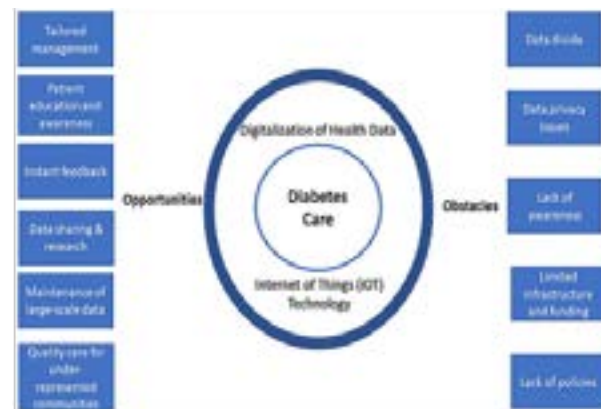 Tailored
management
Patient
education and
awareness
Instant feedback
Data sharing &
research
Maintenance of
large-scale data
Quality care for
under
represented
communities
Opportunities
Digitalization of Health Data
Diabetes
Care
Internet of Things (IOT)
Technology
Obstacles
Data divide
Data privacy
issues
Lack of
awareness
Limited
infrastructure
and funding
Lack of policies